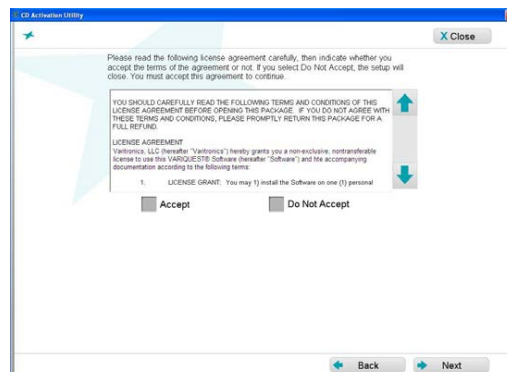 CD Activation Utility
X Close
Please read the following license agreement carefully, then indicate whether you
accept the terms of the agreement or not. If you select Do Not Accept, the setup will
close. You must accept this agreement to continue.
YOU SHOULD CAREFULLY READ THE FOLLOWING TERMS AND CONDITIONS OF THIS
LICENSE AGREEMENT BEFORE OPENING THIS PACKAGE. IF YOU DO NOT AGREE WITH
THESE TERMS AND CONDITIONS, PLEASE PROMPTLY RETURN THIS PACKAGE FOR A
FULL REFUND.
LICENSE AGREEMENT
Varitronics, LLC (hereafter "Varitronics") hereby grants you a non-exclusive, nontransferable
license to use this VARIQUEST® Software (hereafter "Software") and hte accompanying
documentation according to the following terms:
1. LICENSE GRANT: You may 1) install the Software on one (1) personal
Accept Do Not Accept
Back Next